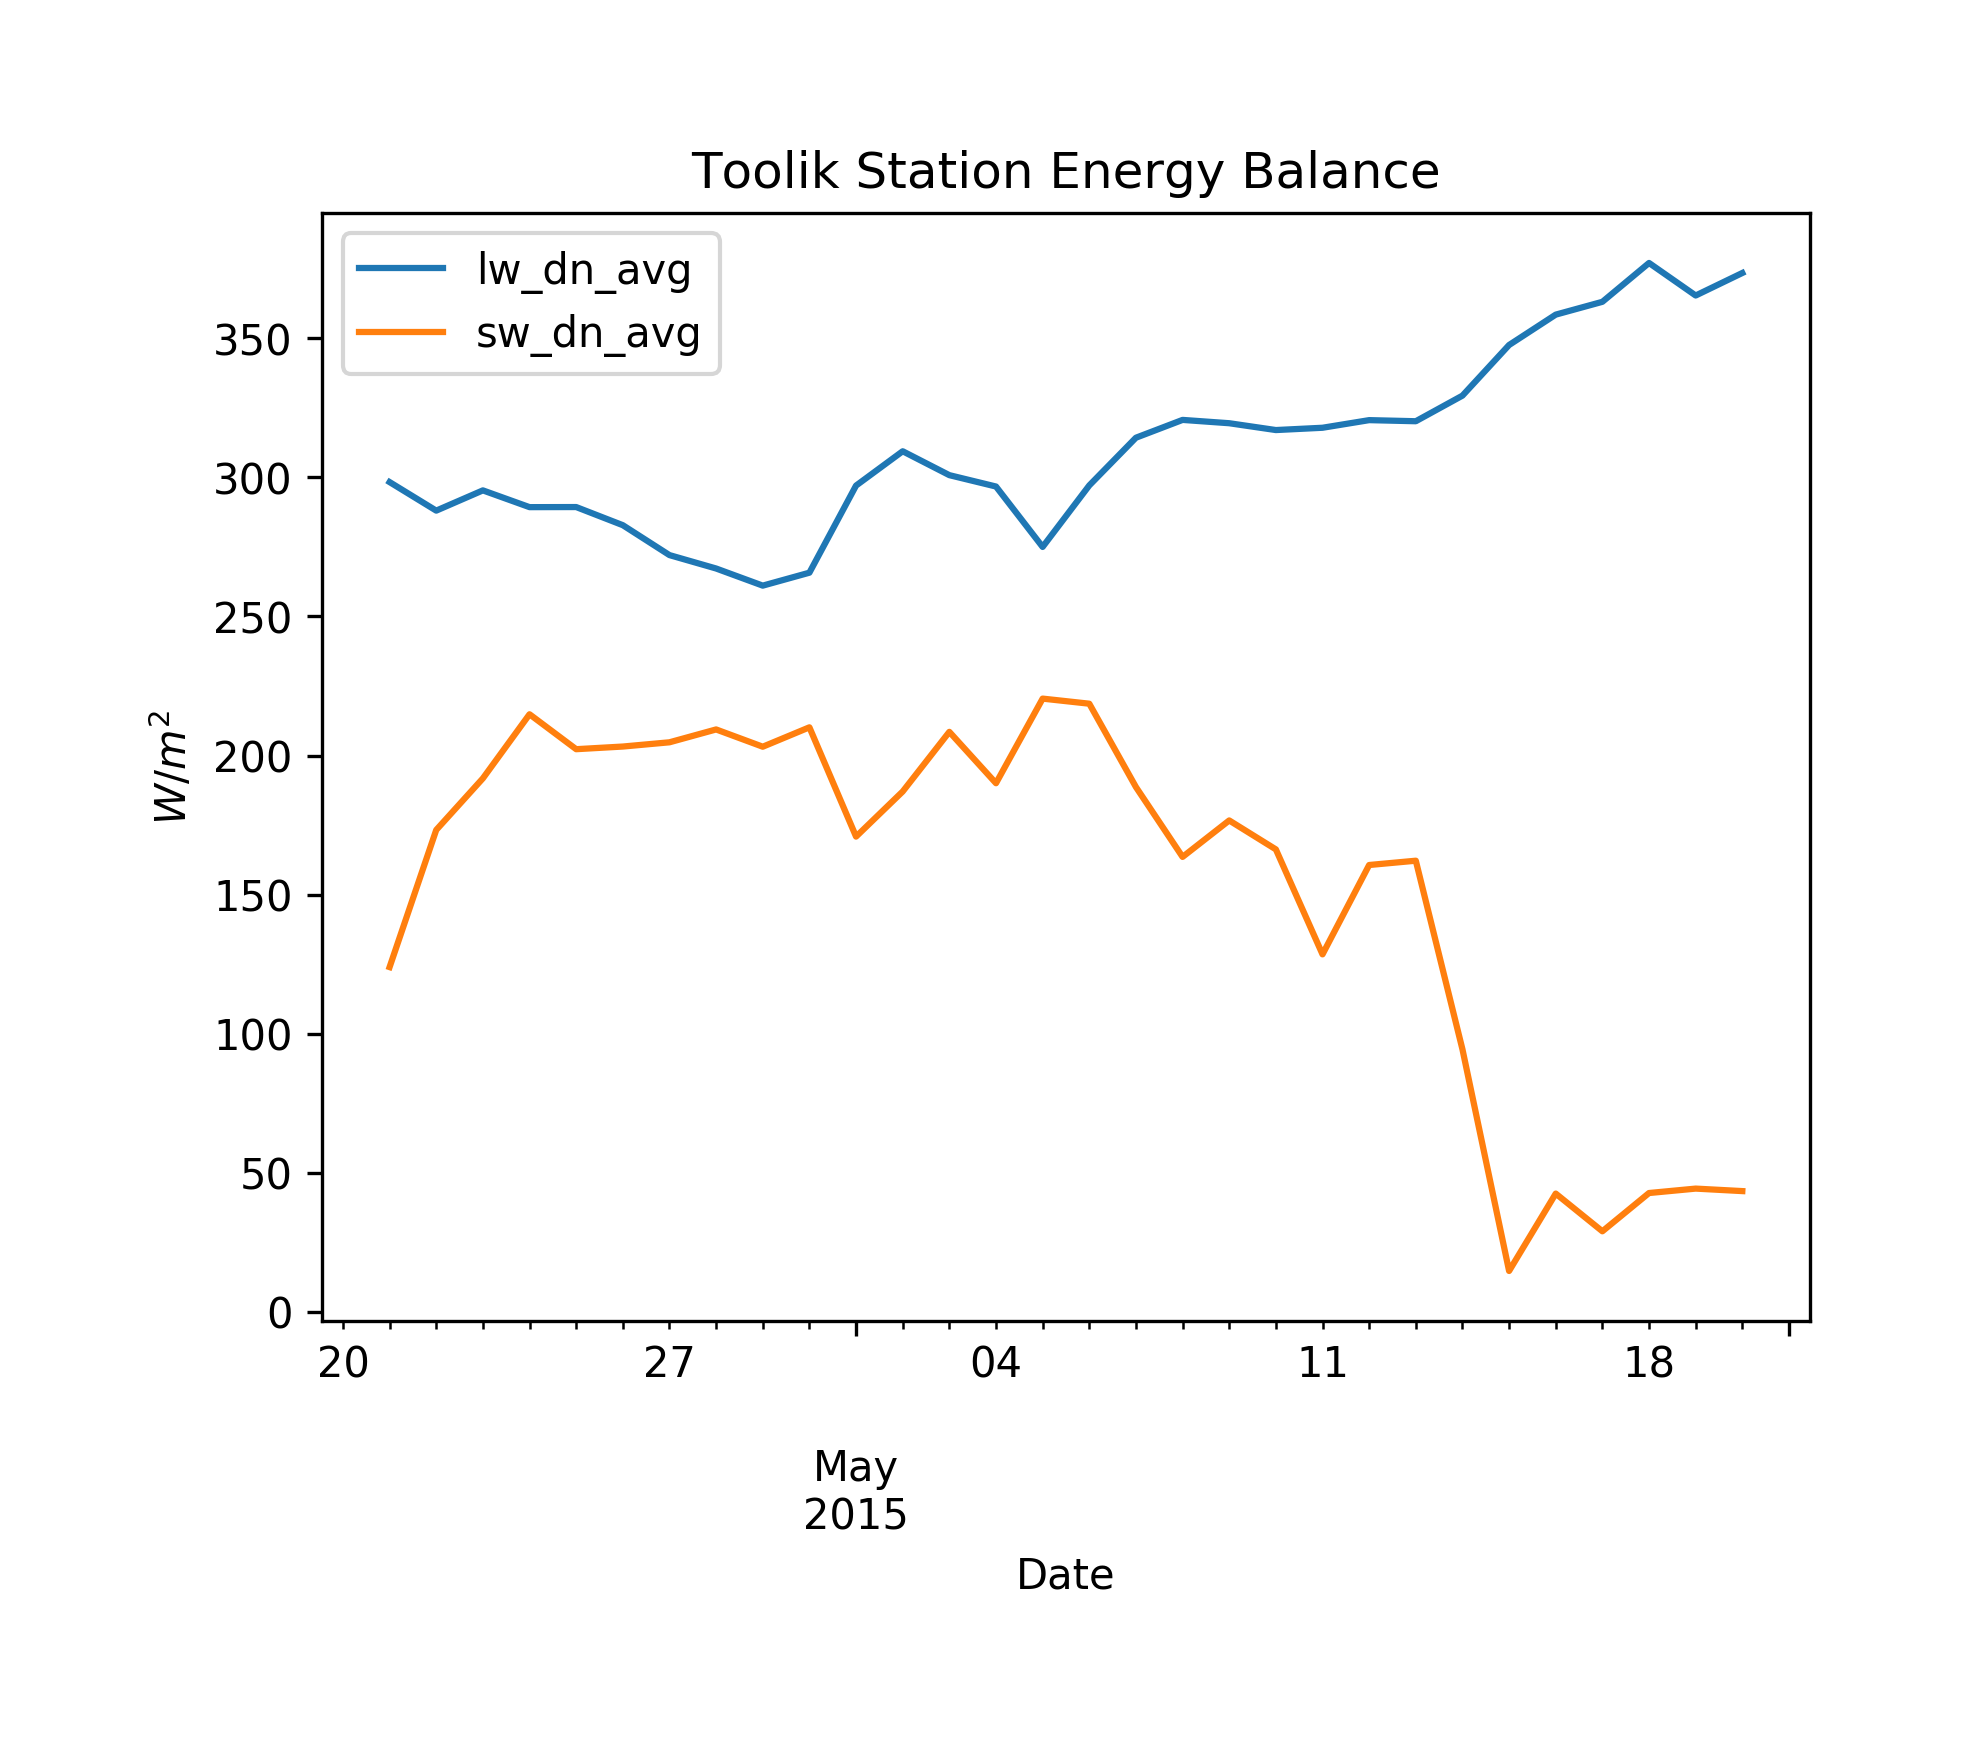 Toolik Station Energy Balance
lw_dn_avg
sw_dn_avg
350
300
250
200
150
100
50
0
W/m²
20 27 04 11 18
May
2015
Date